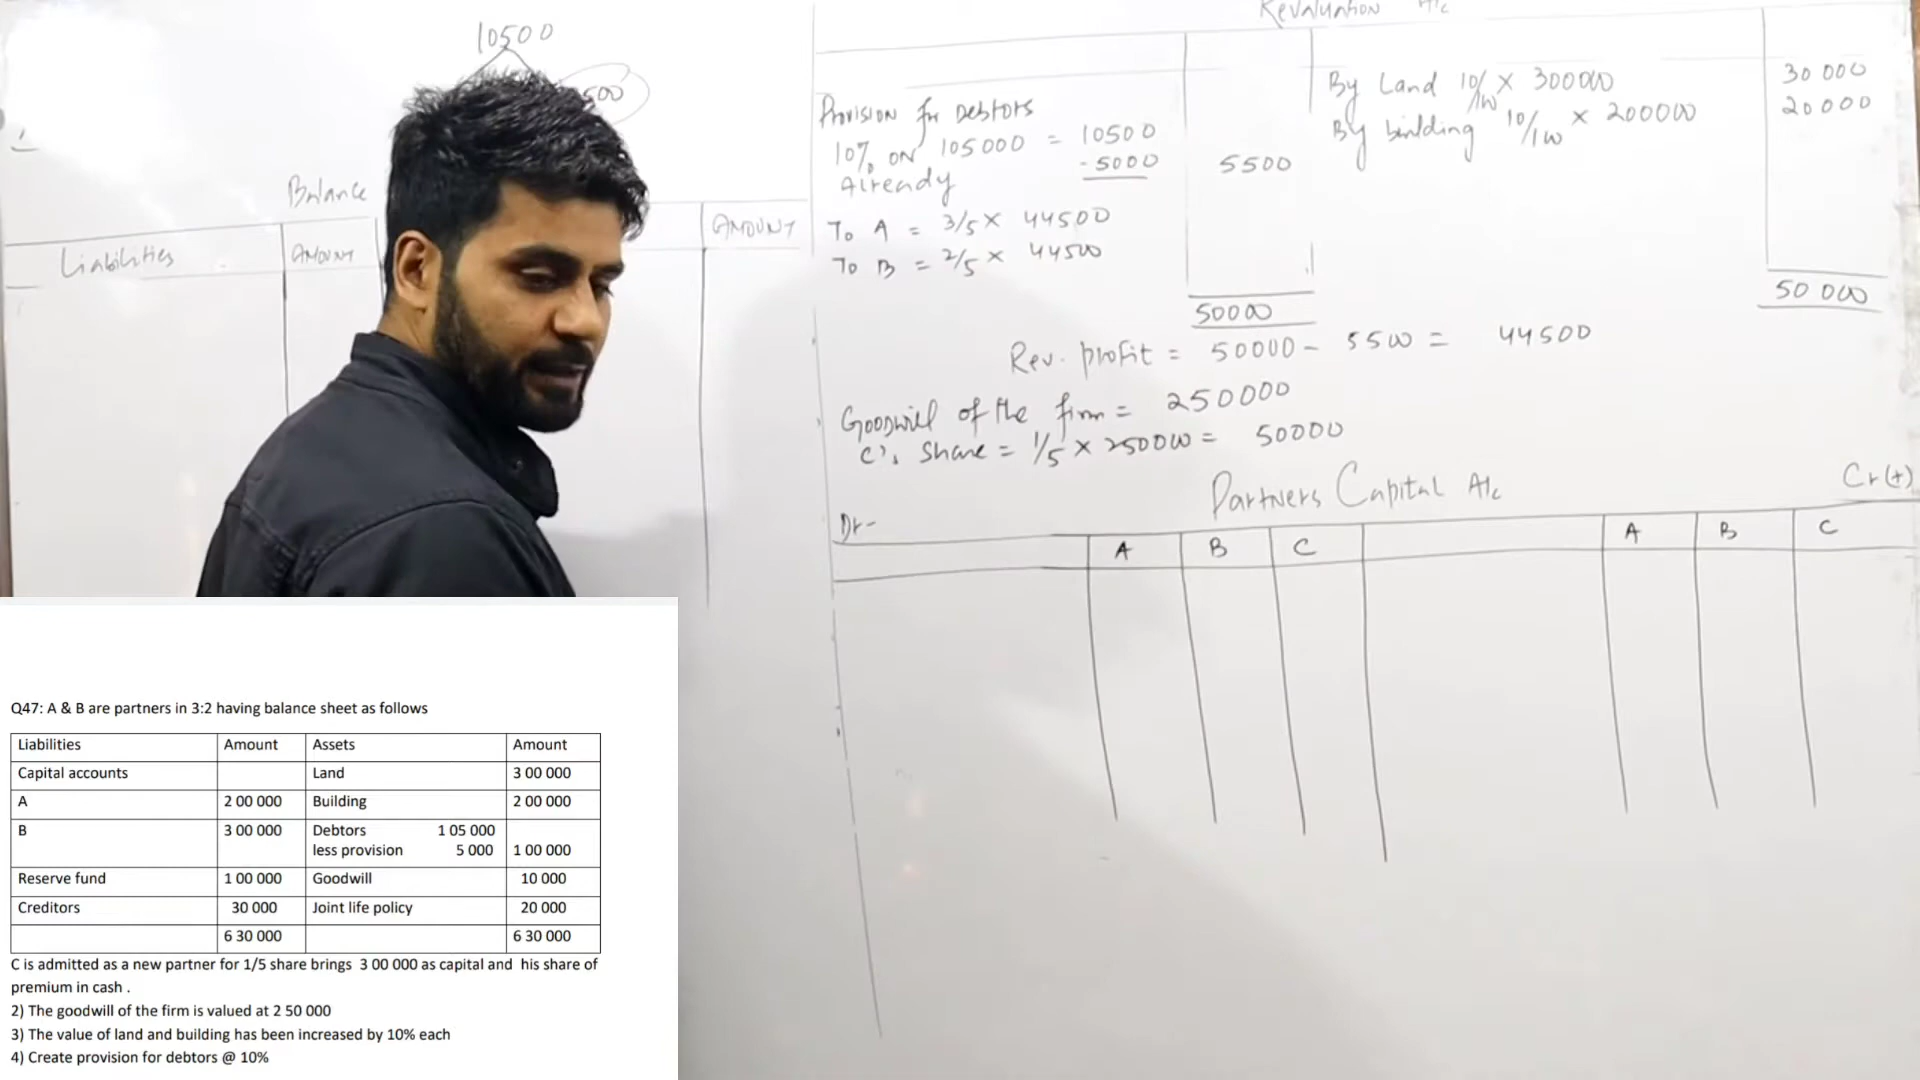 10500
500
Balance
Liabilities AMOUNT AMOUNT
Revaluation A/c
Provision for Debtors
10% ON 105000 = 10500
Already - 5000 5500
To A = 3/5 × 44500
To B = 2/5 × 44500
50000
By Land 10/100 × 300000 30 000
By building 10/100 × 200000 20 000
50 000
Rev. profit = 50000 - 5500 = 44500
Goodwill of the firm = 250000
C's share = 1/5 × 250000 = 50000
Partners Capital A/c
Dr- Cr (+)
A B C A B C
Q47: A & B are partners in 3:2 having balance sheet as follows
Liabilities Amount Assets Amount
Capital accounts Land 3 00 000
A 2 00 000 Building 2 00 000
B 3 00 000 Debtors 1 05 000
less provision 5 000 1 00 000
Reserve fund 1 00 000 Goodwill 10 000
Creditors 30 000 Joint life policy 20 000
6 30 000 6 30 000
C is admitted as a new partner for 1/5 share brings 3 00 000 as capital and his share of
premium in cash .
2) The goodwill of the firm is valued at 2 50 000
3) The value of land and building has been increased by 10% each
4) Create provision for debtors @ 10%